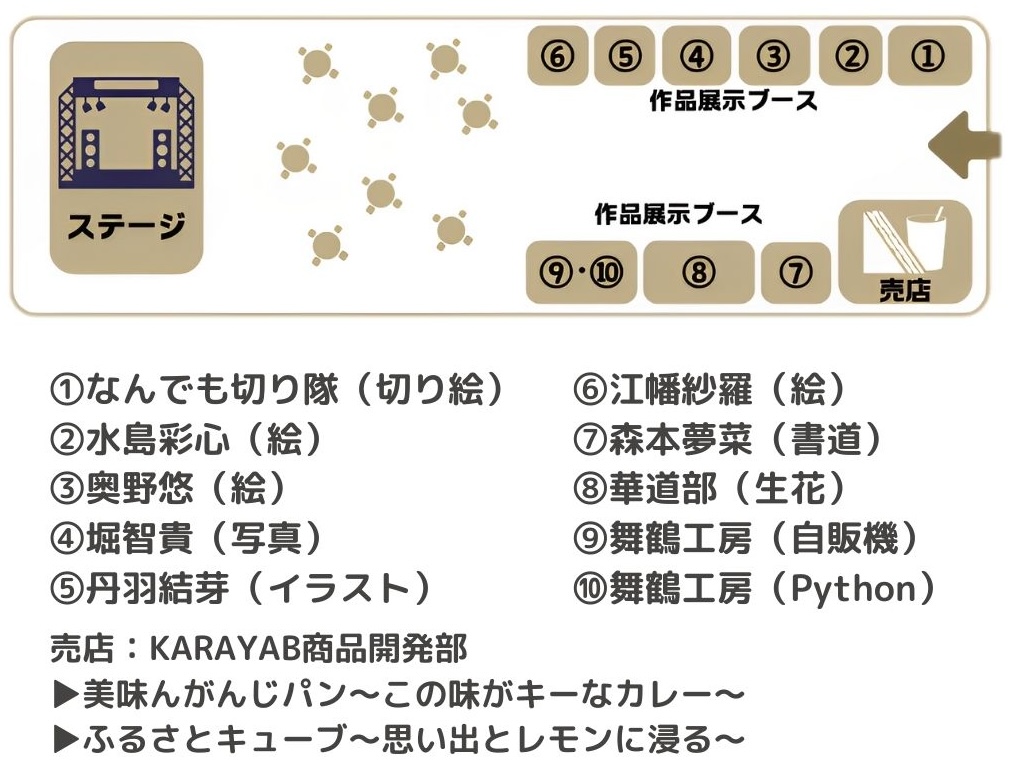 ⑥ ⑤ ④ ③ ② ①
作品展示ブース
ステージ
作品展示ブース
⑨・⑩ ⑧ ⑦
売店
①なんでも切り隊（切り絵）
②水島彩心（絵）
③奥野悠（絵）
④堀智貴（写真）
⑤丹羽結芽（イラスト）
⑥江幡紗羅（絵）
⑦森本夢菜（書道）
⑧華道部（生花）
⑨舞鶴工房（自販機）
⑩舞鶴工房（Python）
売店：KARAYAB商品開発部
▶美味んがんじパン～この味がキーなカレー～
▶ふるさとキューブ～思い出とレモンに浸る～